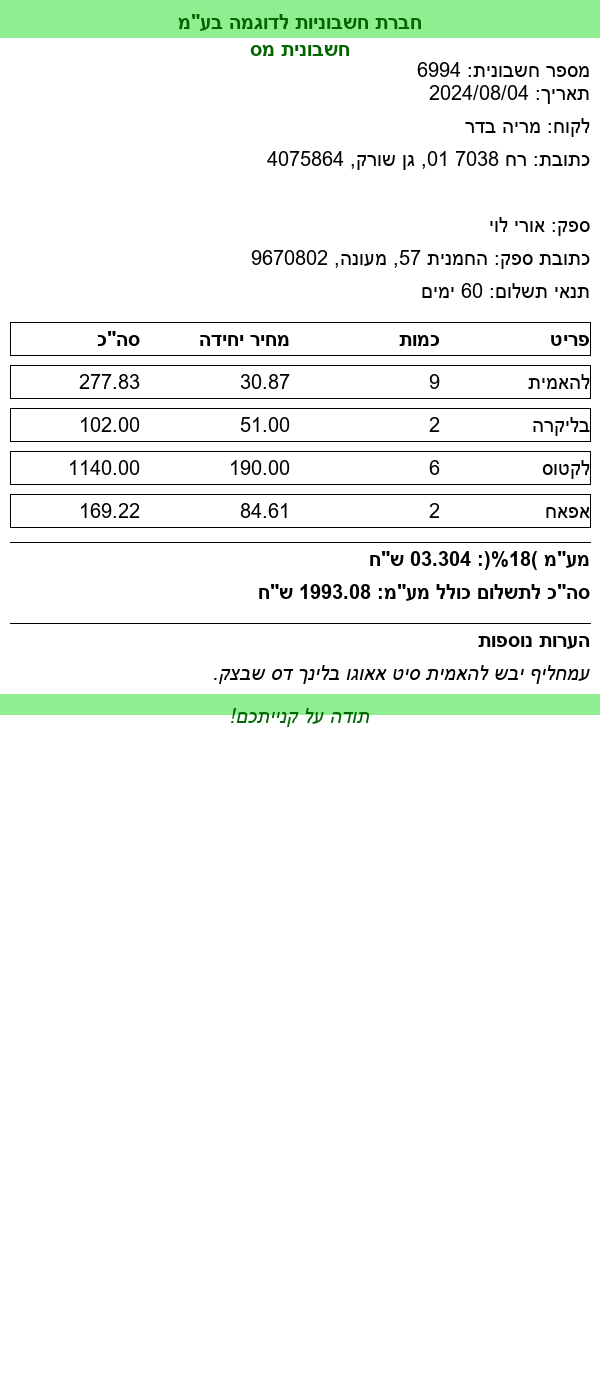 חברת חשבוניות לדוגמה בע"מ
חשבונית מס
מספר חשבונית: 6994
תאריך: 2024/08/04
לקוח: מריה בדר
כתובת: רח 7038 01, גן שורק, 4075864
ספק: אורי לוי
כתובת ספק: החמנית 57, מעונה, 9670802
תנאי תשלום: 60 ימים
פריט כמות מחיר יחידה סה"כ
להאמית 9 30.87 277.83
בליקרה 2 51.00 102.00
לקטוס 6 190.00 1140.00
אפאח 2 84.61 169.22
מע"מ )18%(: 03.304 ש"ח
סה"כ לתשלום כולל מע"מ: 1993.08 ש"ח
הערות נוספות
עמחליף יבש להאמית סיט אאוגו בלינך דס שבצק.
תודה על קנייתכם!